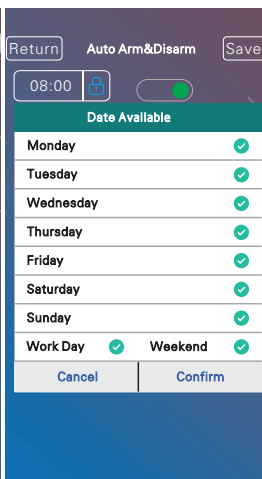 Return Auto Arm&Disarm Save
08:00
Date Available
Monday
Tuesday
Wednesday
Thursday
Friday
Saturday
Sunday
Work Day Weekend
Cancel Confirm